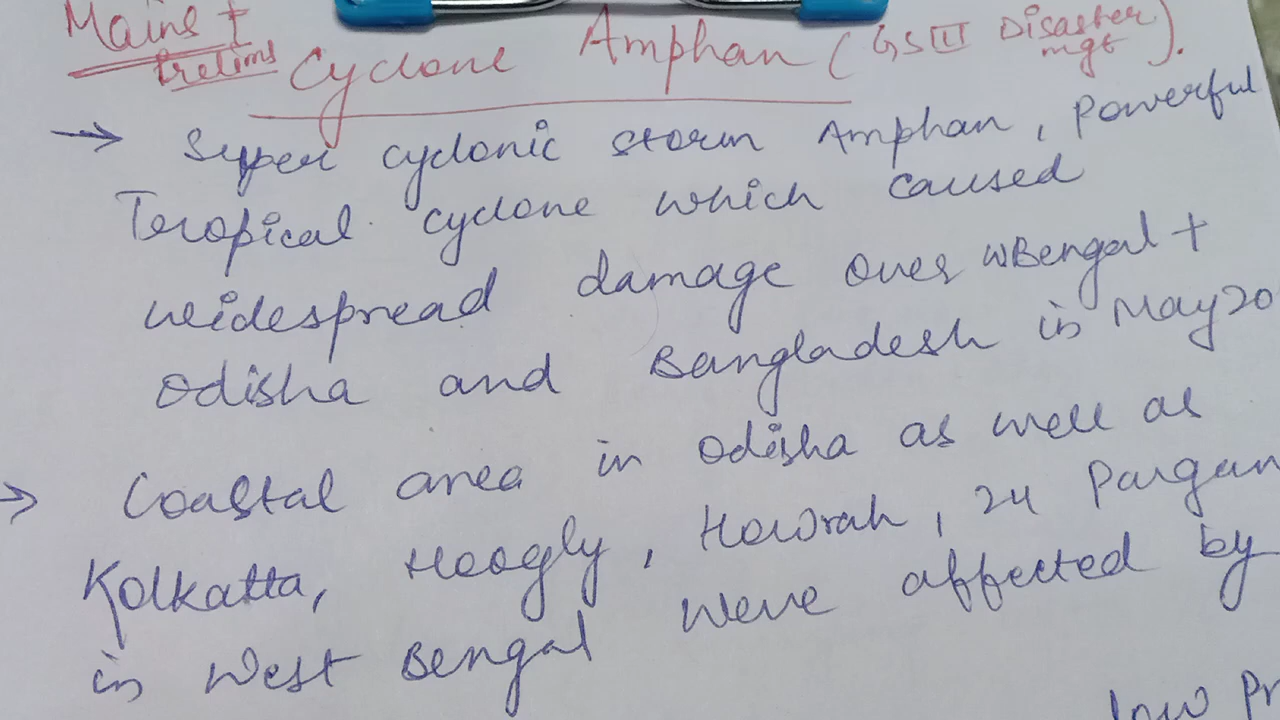 Mains +
Prelims
Cyclone Amphan (GS III Disaster mgt).
→ Super cyclonic storm Amphan, Powerful
Teropical cyclone which caused
widespread damage over WBengal +
Odisha and Bangladesh in May 20
→ Coastal area in Odisha as well as
Kolkatta, Hoogly, Howrah, 24 Pargan
in West Bengal were affected by
low Pr